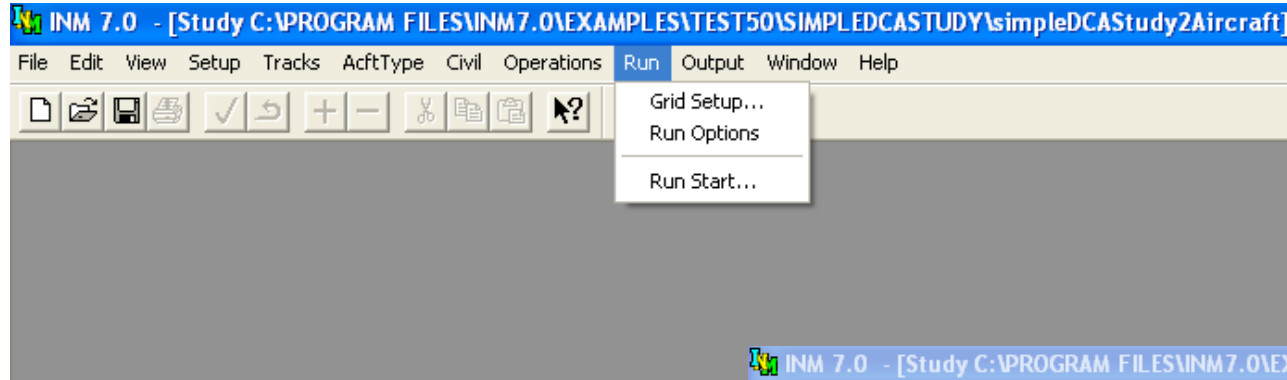 INM 7.0 - [Study C:\PROGRAM FILES\INM7.0\EXAMPLES\TEST50\SIMPLEDCASTUDY\simpleDCAStudy2Aircraft]
File Edit View Setup Tracks AcftType Civil Operations Run Output Window Help
Grid Setup...
Run Options
Run Start...
INM 7.0 - [Study C:\PROGRAM FILES\INM7.0\E